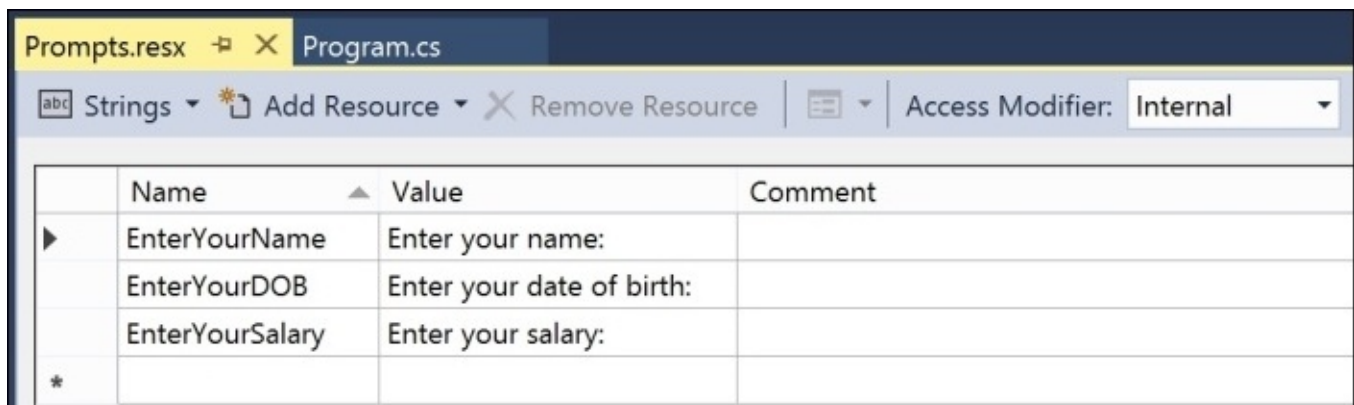 Prompts.resx Program.cs
abc Strings Add Resource Remove Resource Access Modifier: Internal
Name Value Comment
EnterYourName Enter your name:
EnterYourDOB Enter your date of birth:
EnterYourSalary Enter your salary:
*